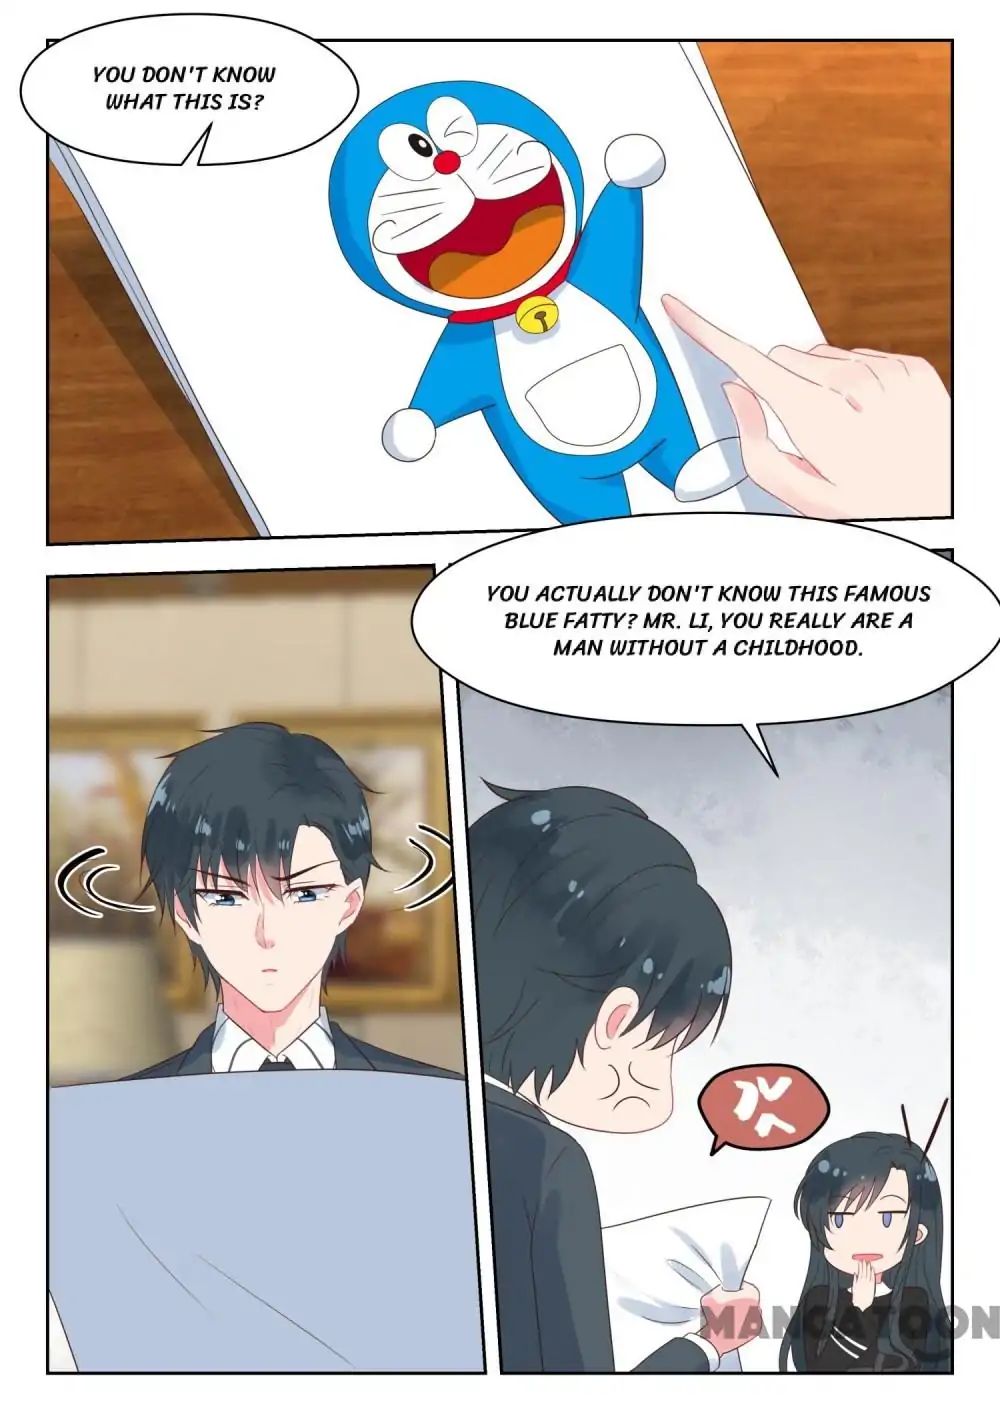 YOU DON'T KNOW
WHAT THIS IS?
YOU ACTUALLY DON'T KNOW THIS FAMOUS
BLUE FATTY? MR. LI, YOU REALLY ARE A
MAN WITHOUT A CHILDHOOD.
MANGATOON